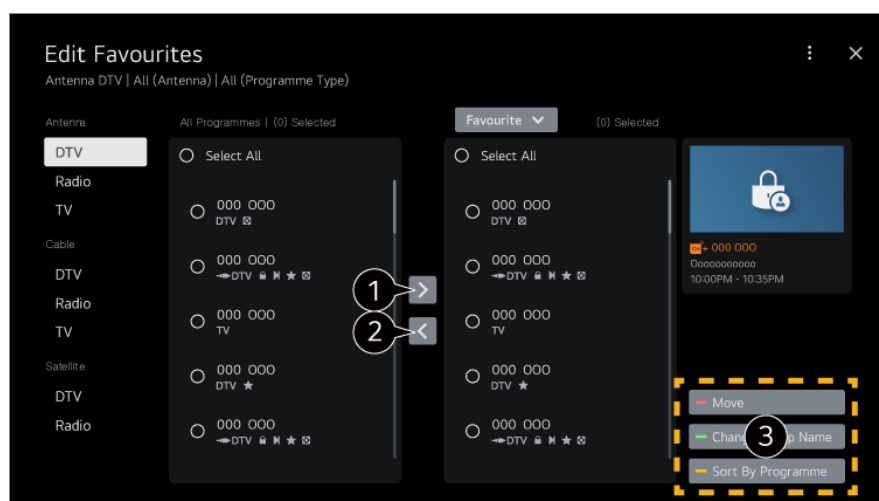 Edit Favourites
Antenna DTV | All (Antenna) | All (Programme Type)
Antenna
DTV
Radio
TV
Cable
DTV
Radio
TV
Satellite
DTV
Radio
All Programmes | (0) Selected
Select All
000 000
DTV
000 000
DTV
000 000
TV
000 000
DTV
000 000
DTV
1
2
Favourite
(0) Selected
Select All
000 000
DTV
000 000
DTV
000 000
TV
000 000
DTV
000 000
DTV
000 000
Ooooooooooo
10:00PM - 10:35PM
Move
3
Name
Sort By Programme